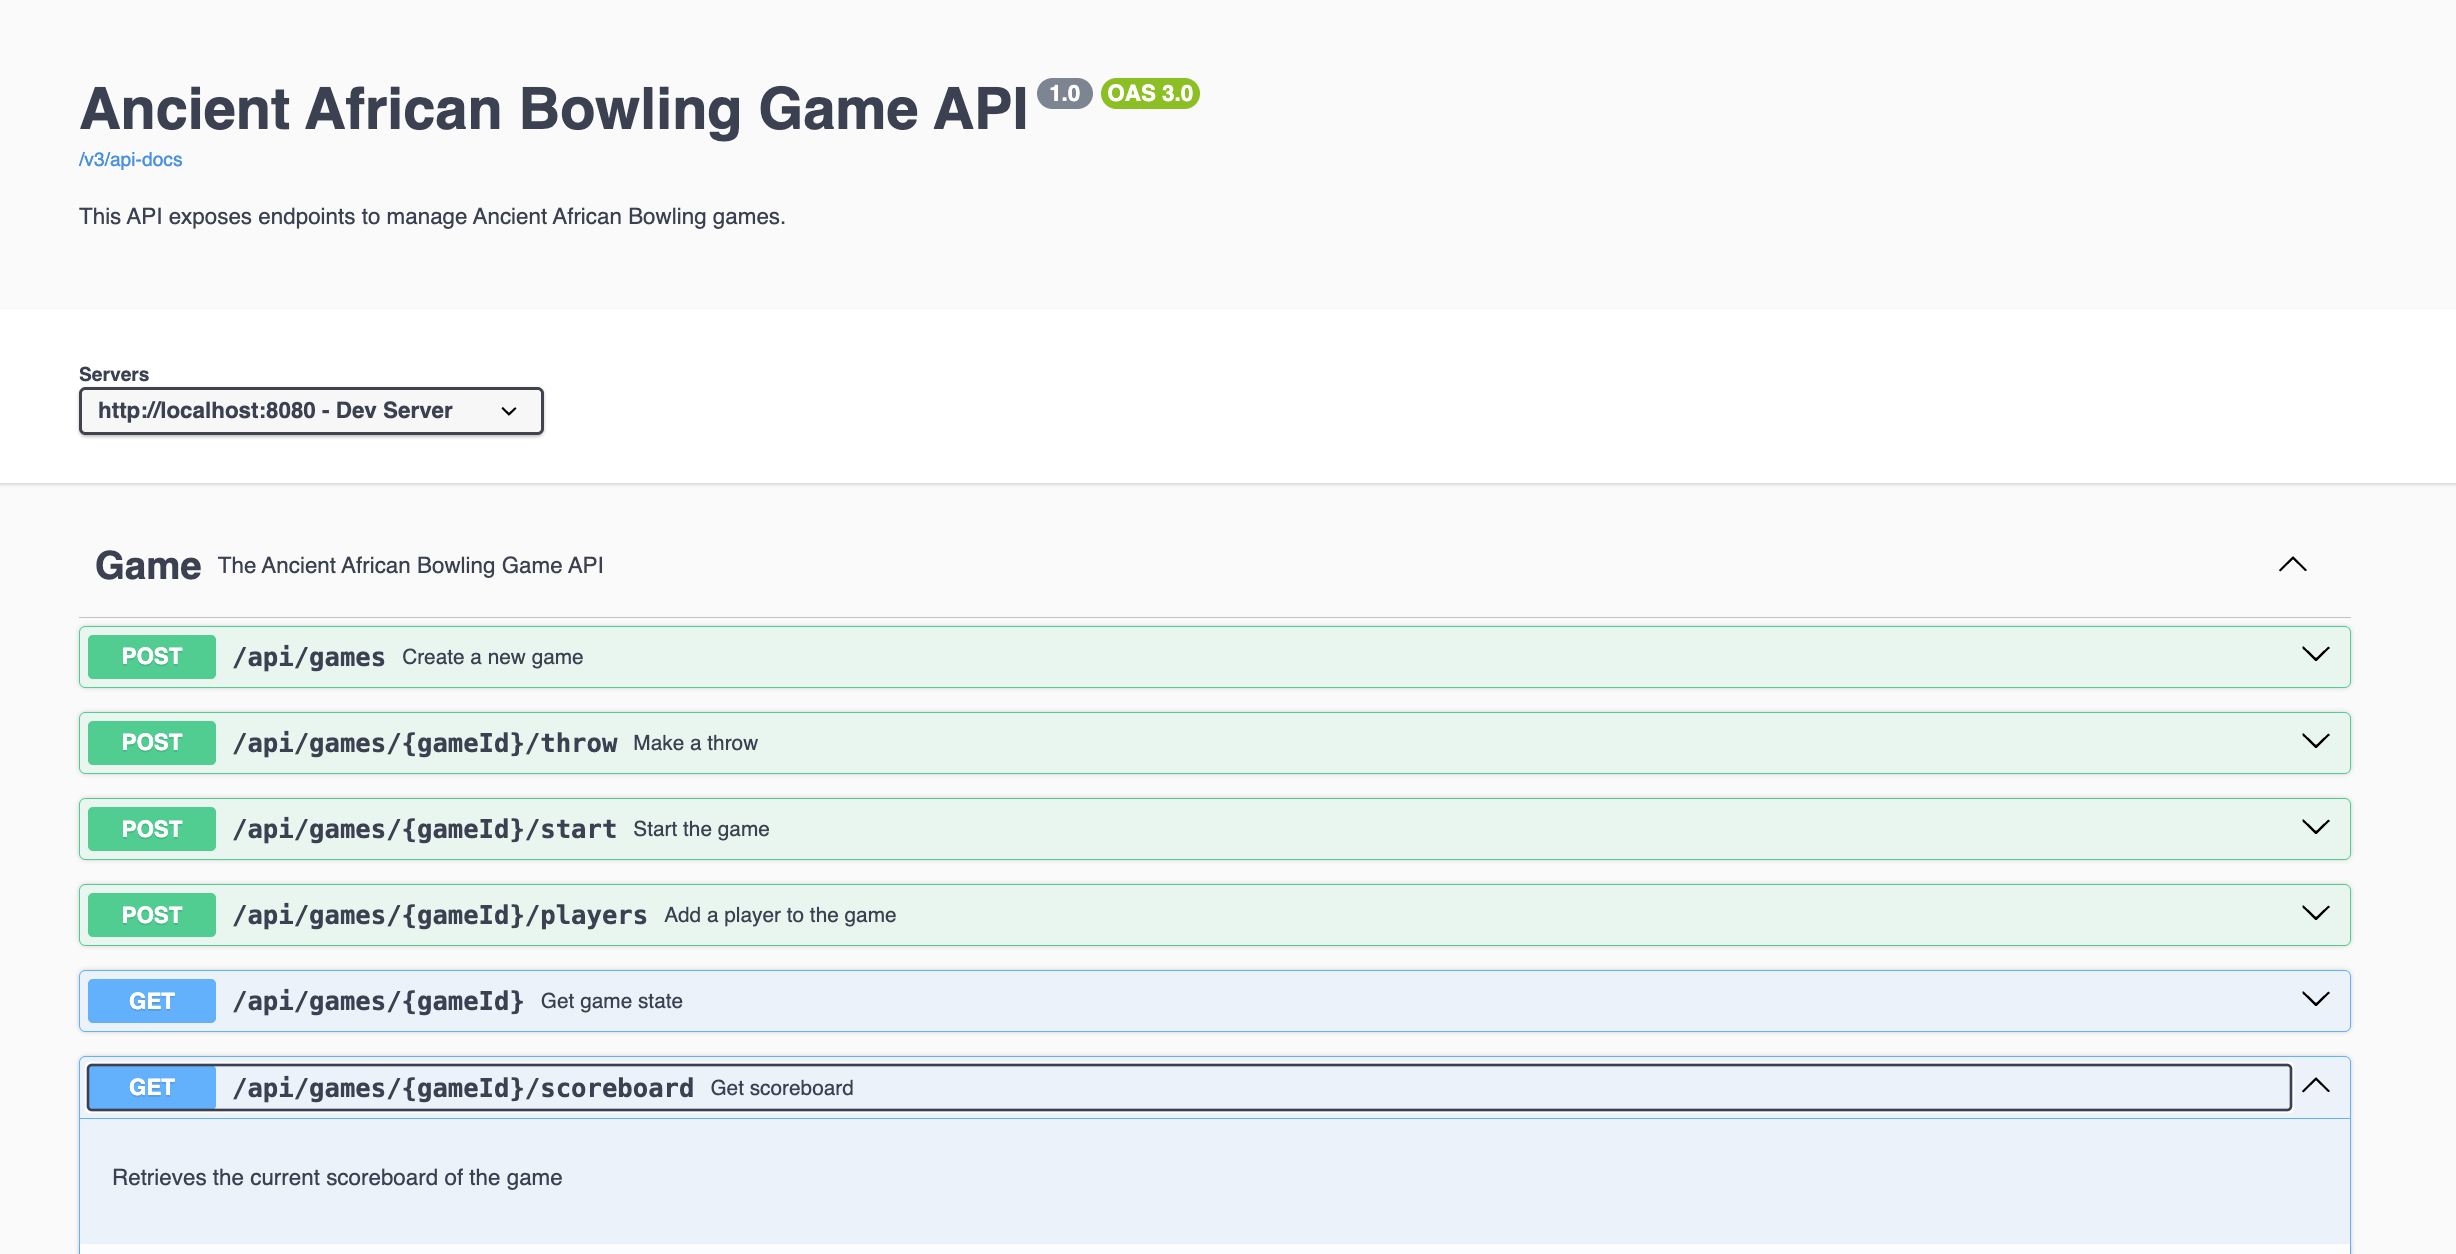 Ancient African Bowling Game API 1.0 OAS 3.0
/v3/api-docs
This API exposes endpoints to manage Ancient African Bowling games.
Servers
http://localhost:8080 - Dev Server
Game The Ancient African Bowling Game API
POST /api/games Create a new game
POST /api/games/{gameId}/throw Make a throw
POST /api/games/{gameId}/start Start the game
POST /api/games/{gameId}/players Add a player to the game
GET /api/games/{gameId} Get game state
GET /api/games/{gameId}/scoreboard Get scoreboard
Retrieves the current scoreboard of the game